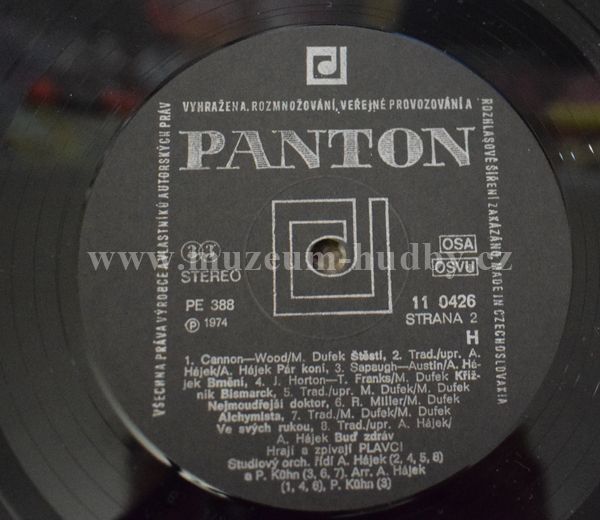 VYHRAŽENA. ROZMNOŽOVÁNÍ, VEŘEJNÉ PROVOZOVÁNÍ A
ROZHLASOVÉ ŠÍŘENÍ ZAKÁZÁNO. MADE IN CZECHOSLOVAKIA
VŠECHNA PRÁVA VÝROBCE A VLASTNÍKŮ AUTORSKÝCH PRÁV
PANTON
www.muzeum-hudby.cz
33
STEREO
OSA
OSVU
PE 388
℗ 1974
11 0426
STRANA 2
H
1. Cannon—Wood/M. Dufek Štěstí, 2. Trad./upr. A.
Hájek/A. Hájek Pár koní, 3. Sapaugh—Austin/A. Há-
jek Brnění, 4. J. Horton—T. Franks/M. Dufek Křiž-
ník Bismarck, 5. Trad./upr. M. Dufek/M. Dufek
Nejmoudřejší doktor, 6. R. Miller/M. Dufek
Alchymista, 7. Trad./M. Dufek/M. Dufek
Ve svých rukou, 8. Trad./upr. A. Hájek/
A. Hájek Buď zdráv
Hrají a zpívají PLAVCI
Studiový orch. řídí A. Hájek (2, 4, 5, 8)
a P. Kühn (3, 6, 7). Arr. A. Hájek
(1, 4, 8), P. Kühn (3)